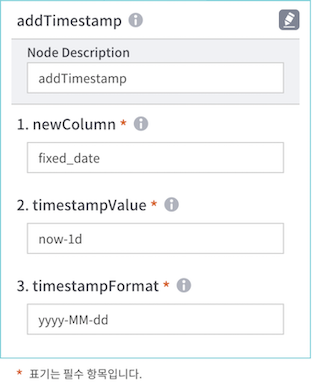 addTimestamp
Node Description
addTimestamp
1. newColumn *
fixed_date
2. timestampValue *
now-1d
3. timestampFormat *
yyyy-MM-dd
* 표기는 필수 항목입니다.